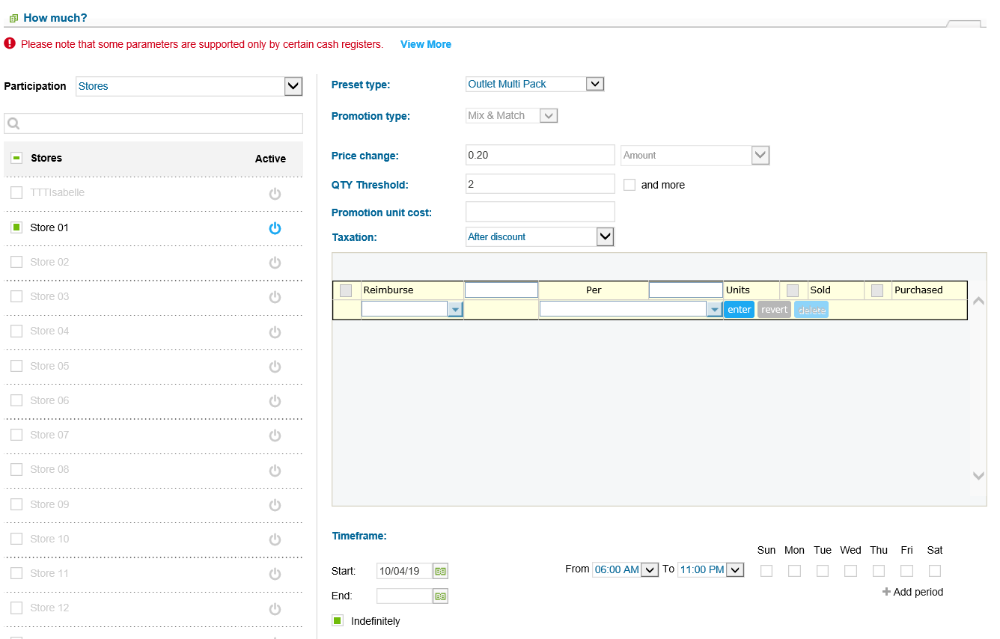 How much?
Please note that some parameters are supported only by certain cash registers. View More
Participation Stores
Stores Active
TTTIsabelle
Store 01
Store 02
Store 03
Store 04
Store 05
Store 06
Store 07
Store 08
Store 09
Store 10
Store 11
Store 12
Preset type: Outlet Multi Pack
Promotion type: Mix & Match
Price change: 0.20 Amount
QTY Threshold: 2 and more
Promotion unit cost:
Taxation: After discount
Reimburse Per Units Sold Purchased
enter revert delete
Timeframe:
Sun Mon Tue Wed Thu Fri Sat
Start: 10/04/19 From 06:00 AM To 11:00 PM
+ Add period
End:
Indefinitely